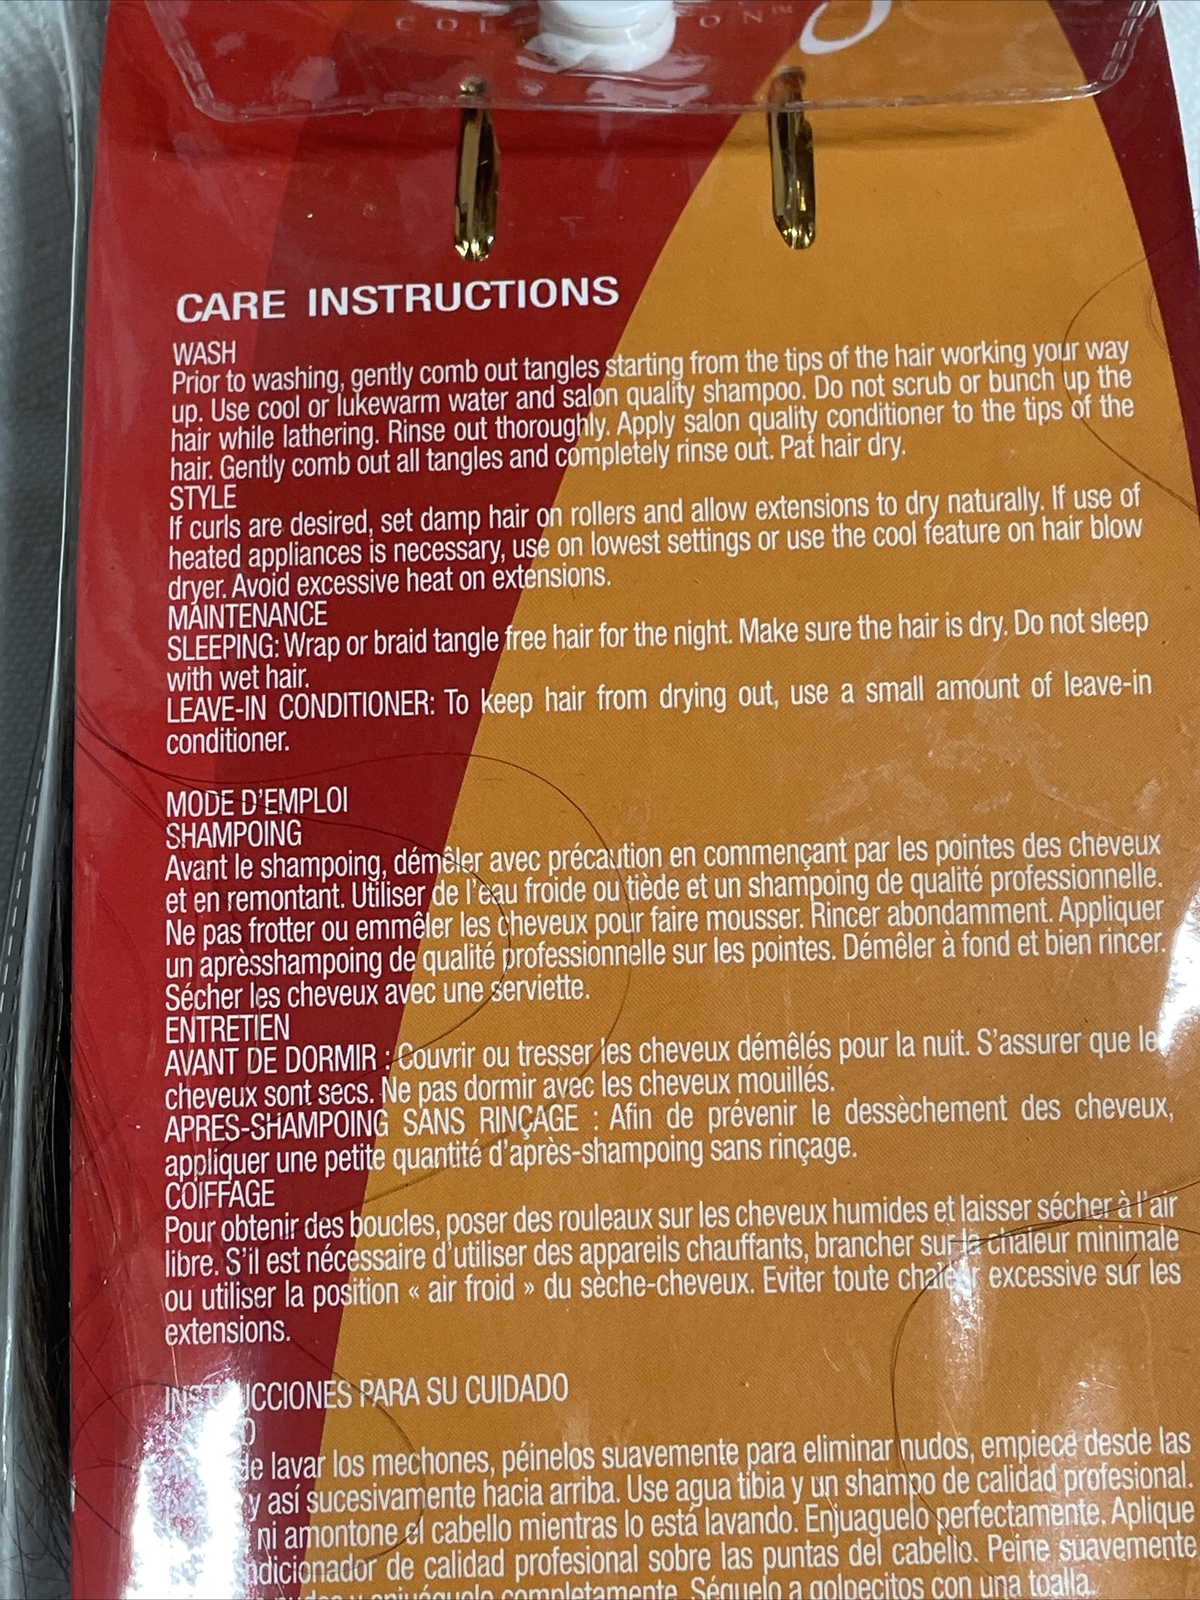 CARE INSTRUCTIONS
WASH
Prior to washing, gently comb out tangles starting from the tips of the hair working your way
up. Use cool or lukewarm water and salon quality shampoo. Do not scrub or bunch up the
hair while lathering. Rinse out thoroughly. Apply salon quality conditioner to the tips of the
hair. Gently comb out all tangles and completely rinse out. Pat hair dry.
STYLE
If curls are desired, set damp hair on rollers and allow extensions to dry naturally. If use of
heated appliances is necessary, use on lowest settings or use the cool feature on hair blow
dryer. Avoid excessive heat on extensions.
MAINTENANCE
SLEEPING: Wrap or braid tangle free hair for the night. Make sure the hair is dry. Do not sleep
with wet hair.
LEAVE-IN CONDITIONER: To keep hair from drying out, use a small amount of leave-in
conditioner.
MODE D'EMPLOI
SHAMPOING
Avant le shampoing, démêler avec précaution en commençant par les pointes des cheveux
et en remontant. Utiliser de l'eau froide ou tiède et un shampoing de qualité professionnelle.
Ne pas frotter ou emmêler les cheveux pour faire mousser. Rincer abondamment. Appliquer
un aprèsshampoing de qualité professionnelle sur les pointes. Démêler à fond et bien rincer.
Sécher les cheveux avec une serviette.
ENTRETIEN
AVANT DE DORMIR : Couvrir ou tresser les cheveux démêlés pour la nuit. S'assurer que les
cheveux sont secs. Ne pas dormir avec les cheveux mouillés.
APRES-SHAMPOING SANS RINÇAGE : Afin de prévenir le dessèchement des cheveux,
appliquer une petite quantité d'après-shampoing sans rinçage.
COIFFAGE
Pour obtenir des boucles, poser des rouleaux sur les cheveux humides et laisser sécher à l'air
libre. S'il est nécessaire d'utiliser des appareils chauffants, brancher sur la chaleur minimale
ou utiliser la position « air froid » du sèche-cheveux. Eviter toute chaleur excessive sur les
extensions.
INSTRUCCIONES PARA SU CUIDADO
de lavar los mechones, péinelos suavemente para eliminar nudos, empiece desde las
y así sucesivamente hacia arriba. Use agua tibia y un shampo de calidad profesional.
ni amontone el cabello mientras lo está lavando. Enjuaguelo perfectamente. Aplique
de calidad profesional sobre las puntas del cabello. Peine suavemente
completamente. Séquelo a golpecitos con una toalla.